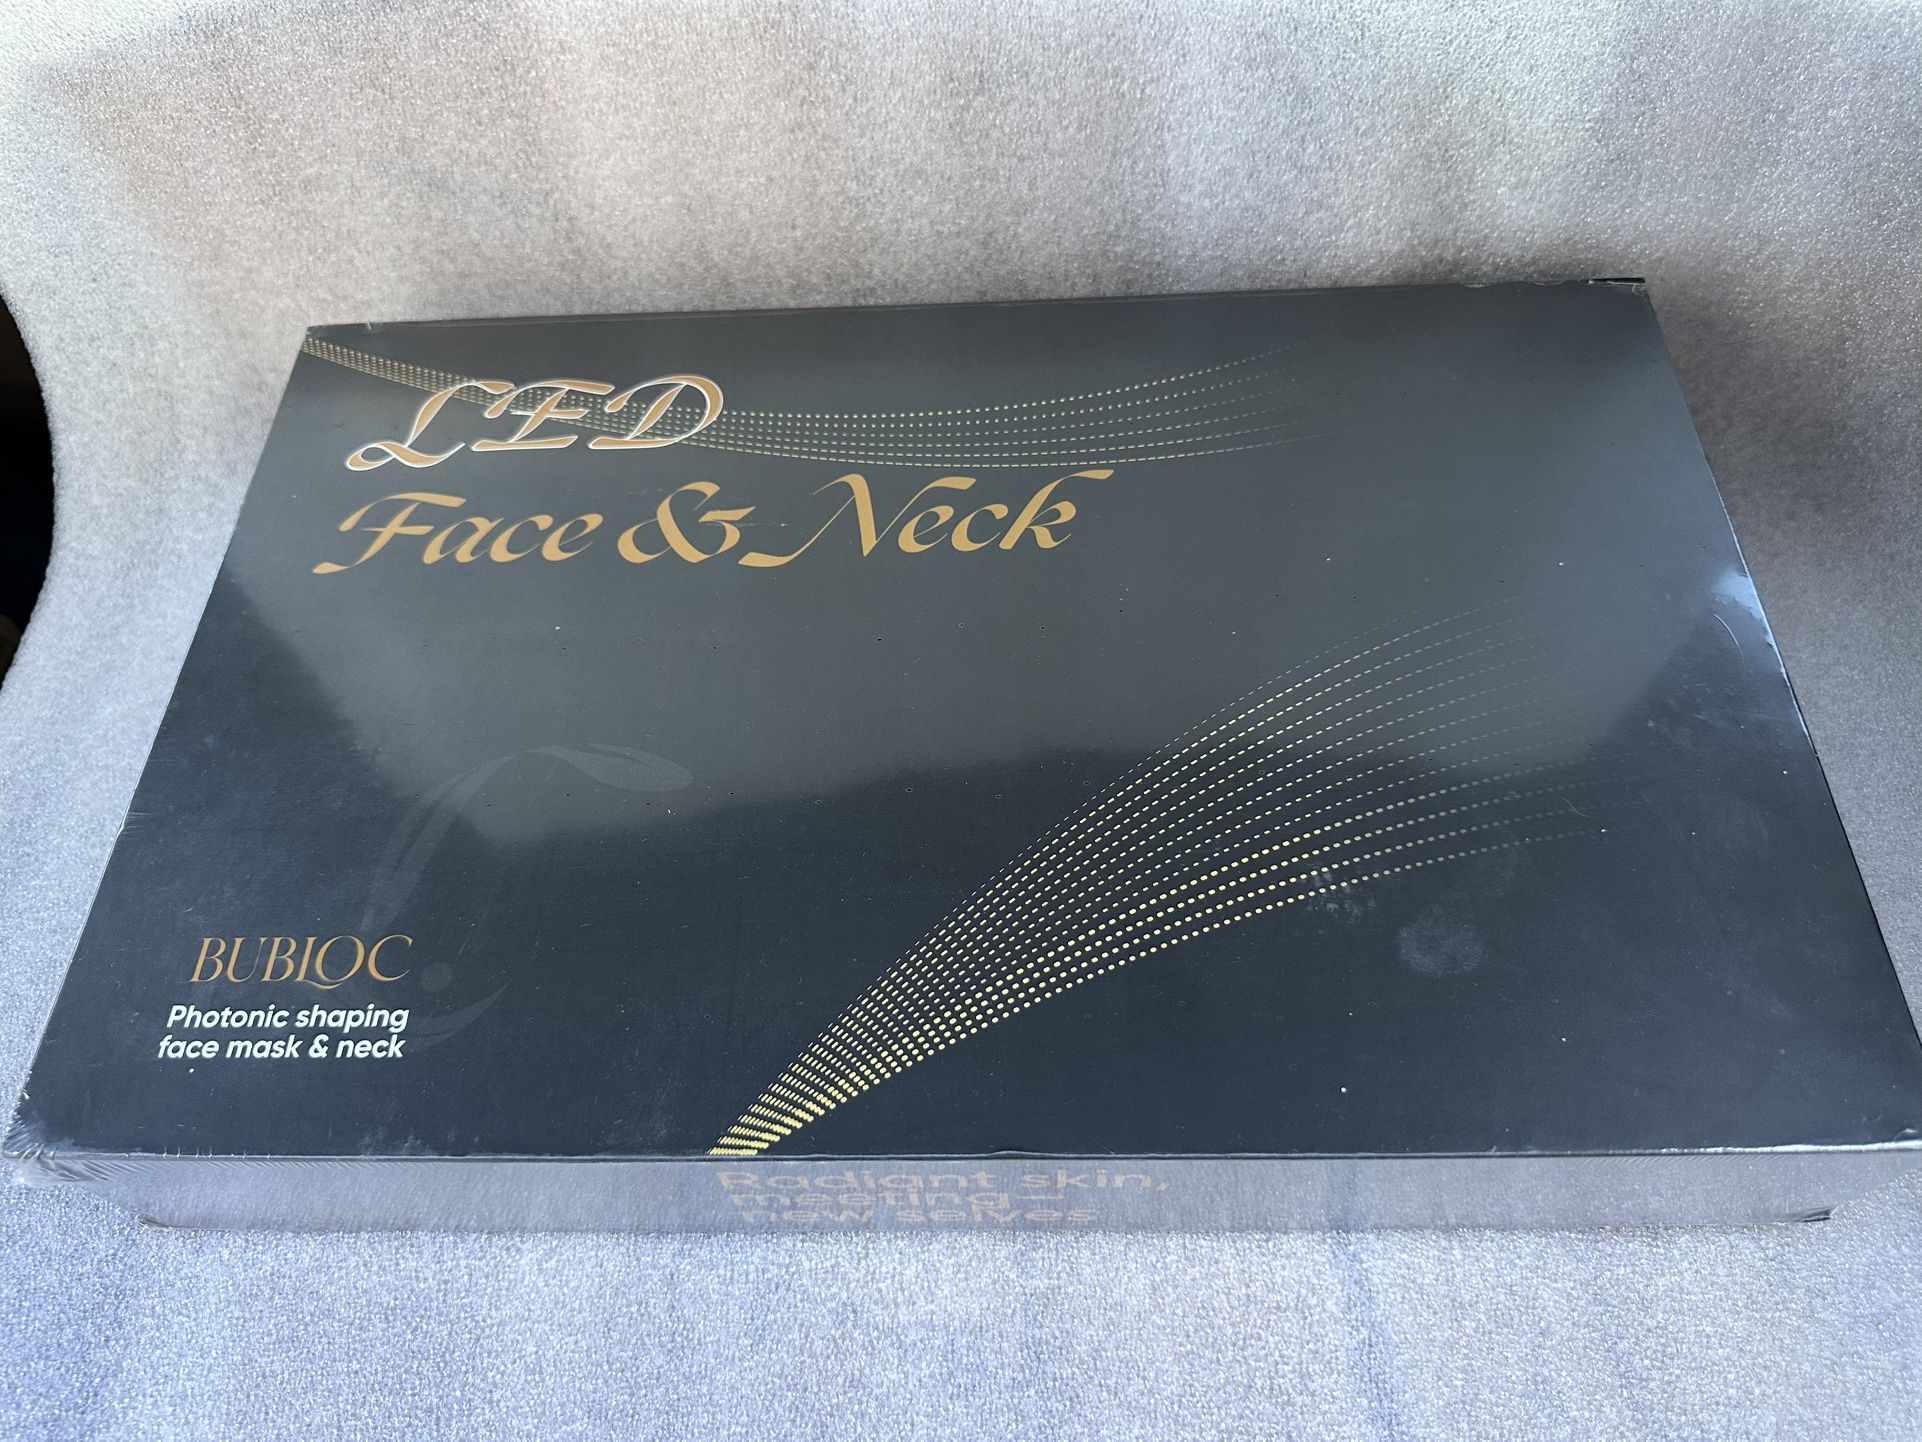 LED
Face & Neck
BUBLOC
Photonic shaping
face mask & neck
Radiant skin,
meeting—
new selves